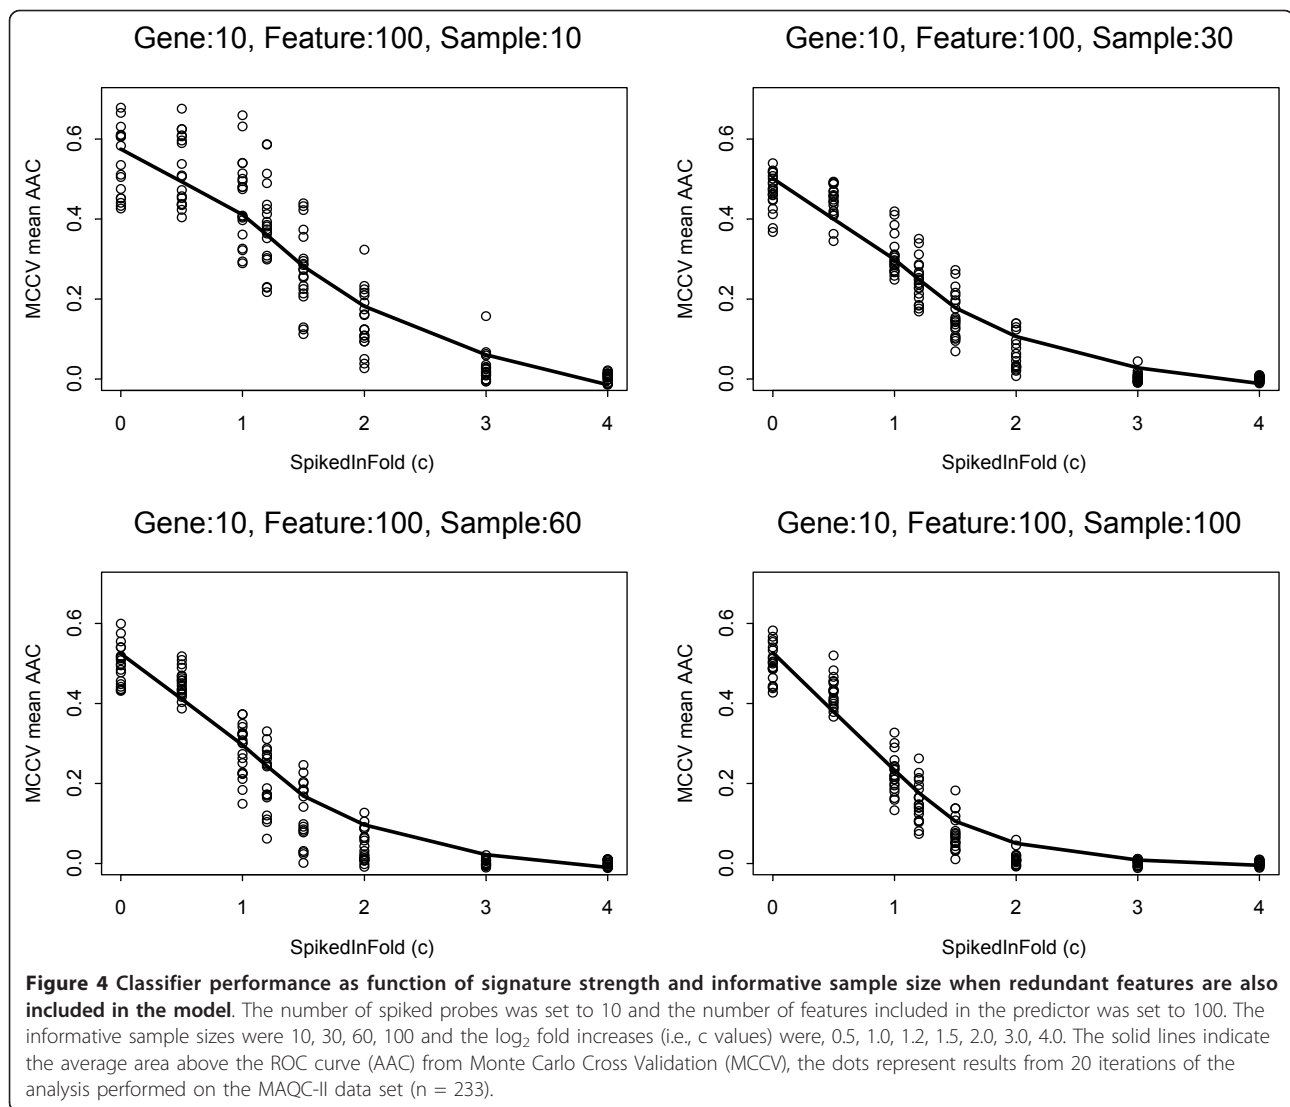 Gene:10, Feature:100, Sample:10
MCCV mean AAC
0.6
0.4
0.2
0.0
0 1 2 3 4
SpikedInFold (c)
Gene:10, Feature:100, Sample:30
MCCV mean AAC
0.6
0.4
0.2
0.0
0 1 2 3 4
SpikedInFold (c)
Gene:10, Feature:100, Sample:60
MCCV mean AAC
0.6
0.4
0.2
0.0
0 1 2 3 4
SpikedInFold (c)
Gene:10, Feature:100, Sample:100
MCCV mean AAC
0.6
0.4
0.2
0.0
0 1 2 3 4
SpikedInFold (c)
Figure 4 Classifier performance as function of signature strength and informative sample size when redundant features are also
included in the model. The number of spiked probes was set to 10 and the number of features included in the predictor was set to 100. The
informative sample sizes were 10, 30, 60, 100 and the log₂ fold increases (i.e., c values) were, 0.5, 1.0, 1.2, 1.5, 2.0, 3.0, 4.0. The solid lines indicate
the average area above the ROC curve (AAC) from Monte Carlo Cross Validation (MCCV), the dots represent results from 20 iterations of the
analysis performed on the MAQC-II data set (n = 233).